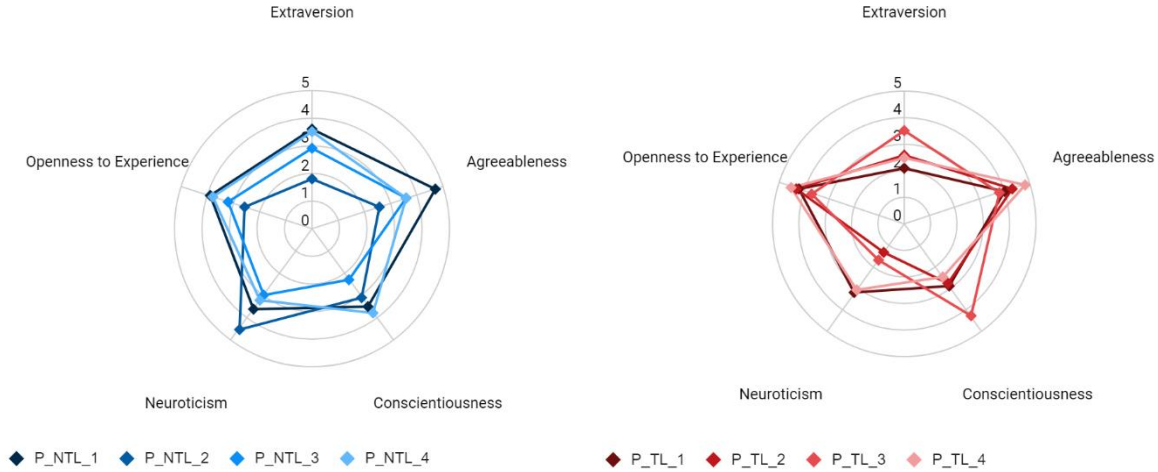 Extraversion
5
4
3
2
1
0
Openness to Experience
Agreeableness
Neuroticism
Conscientiousness
P_NTL_1 P_NTL_2 P_NTL_3 P_NTL_4
Extraversion
5
4
3
2
1
0
Openness to Experience
Agreeableness
Neuroticism
Conscientiousness
P_TL_1 P_TL_2 P_TL_3 P_TL_4